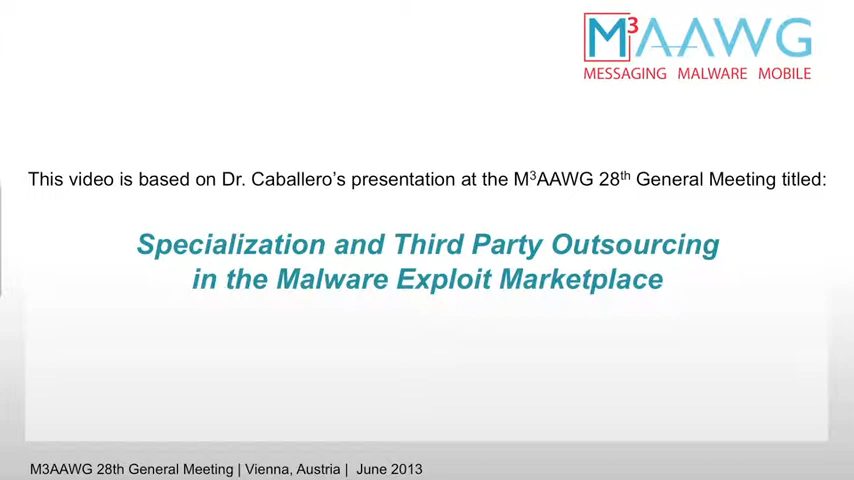 M³AAWG
MESSAGING MALWARE MOBILE
This video is based on Dr. Caballero's presentation at the M³AAWG 28th General Meeting titled:
Specialization and Third Party Outsourcing
in the Malware Exploit Marketplace
M3AAWG 28th General Meeting | Vienna, Austria | June 2013